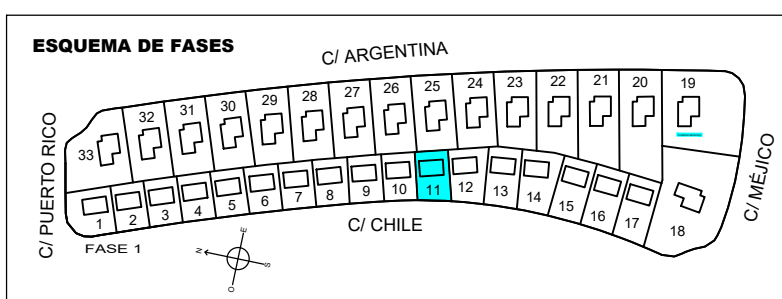 ESQUEMA DE FASES
C/ ARGENTINA
33 32 31 30 29 28 27 26 25 24 23 22 21 20 19
C/ PUERTO RICO
1 2 3 4 5 6 7 8 9 10 11 12 13 14 15 16 17 18
C/ MÉJICO
FASE 1
C/ CHILE
N E S O